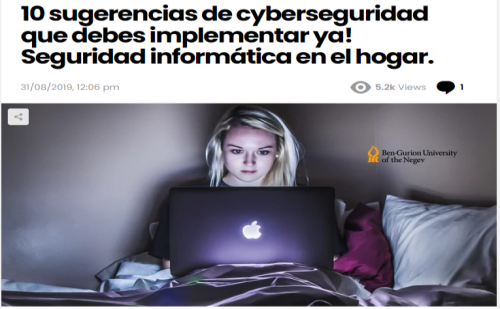 10 sugerencias de cyberseguridad
que debes implementar ya!
Seguridad informática en el hogar.
31/08/2019, 12:06 pm
5.2k Views
1
Ben-Gurion University
of the Negev